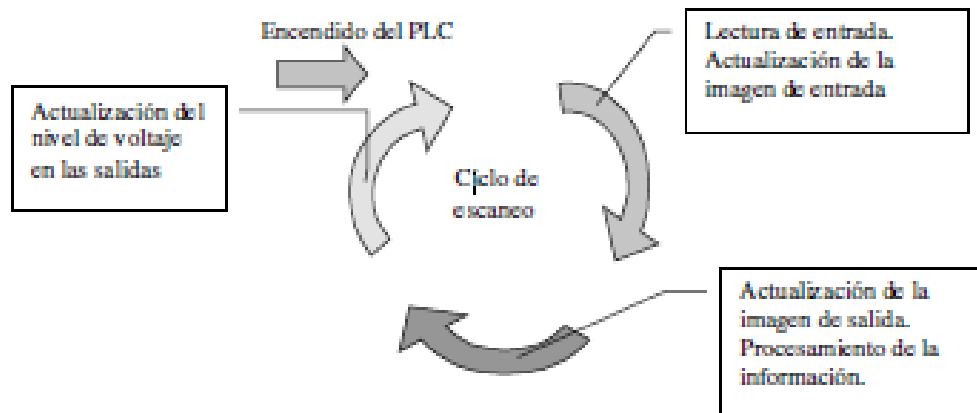 Encendido del PLC
Lectura de entrada.
Actualización de la
imagen de entrada
Actualización del
nivel de voltaje
en las salidas
Ciclo de
escaneo
Actualización de la
imagen de salida.
Procesamiento de la
información.